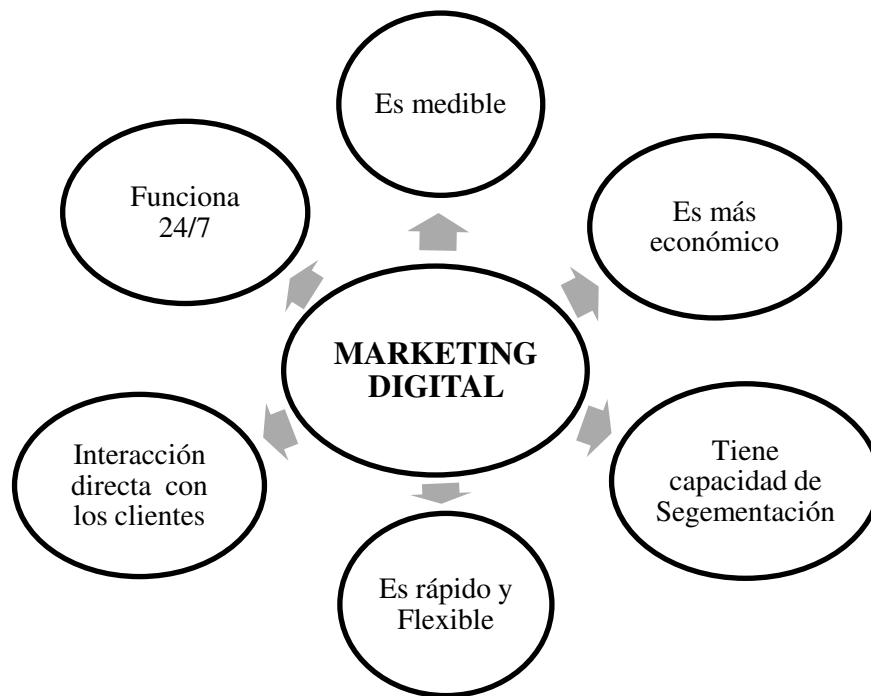 Es medible
Funciona
24/7
Es más
económico
MARKETING
DIGITAL
Interacción
directa con
los clientes
Tiene
capacidad de
Segementación
Es rápido y
Flexible